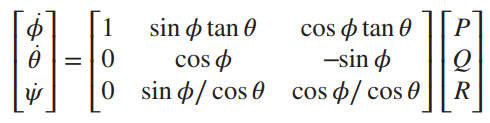 ϕ̇ 1 sin ϕ tan θ cos ϕ tan θ P
θ̇ = 0 cos ϕ –sin ϕ Q
ψ̇ 0 sin ϕ/ cos θ cos ϕ/ cos θ R